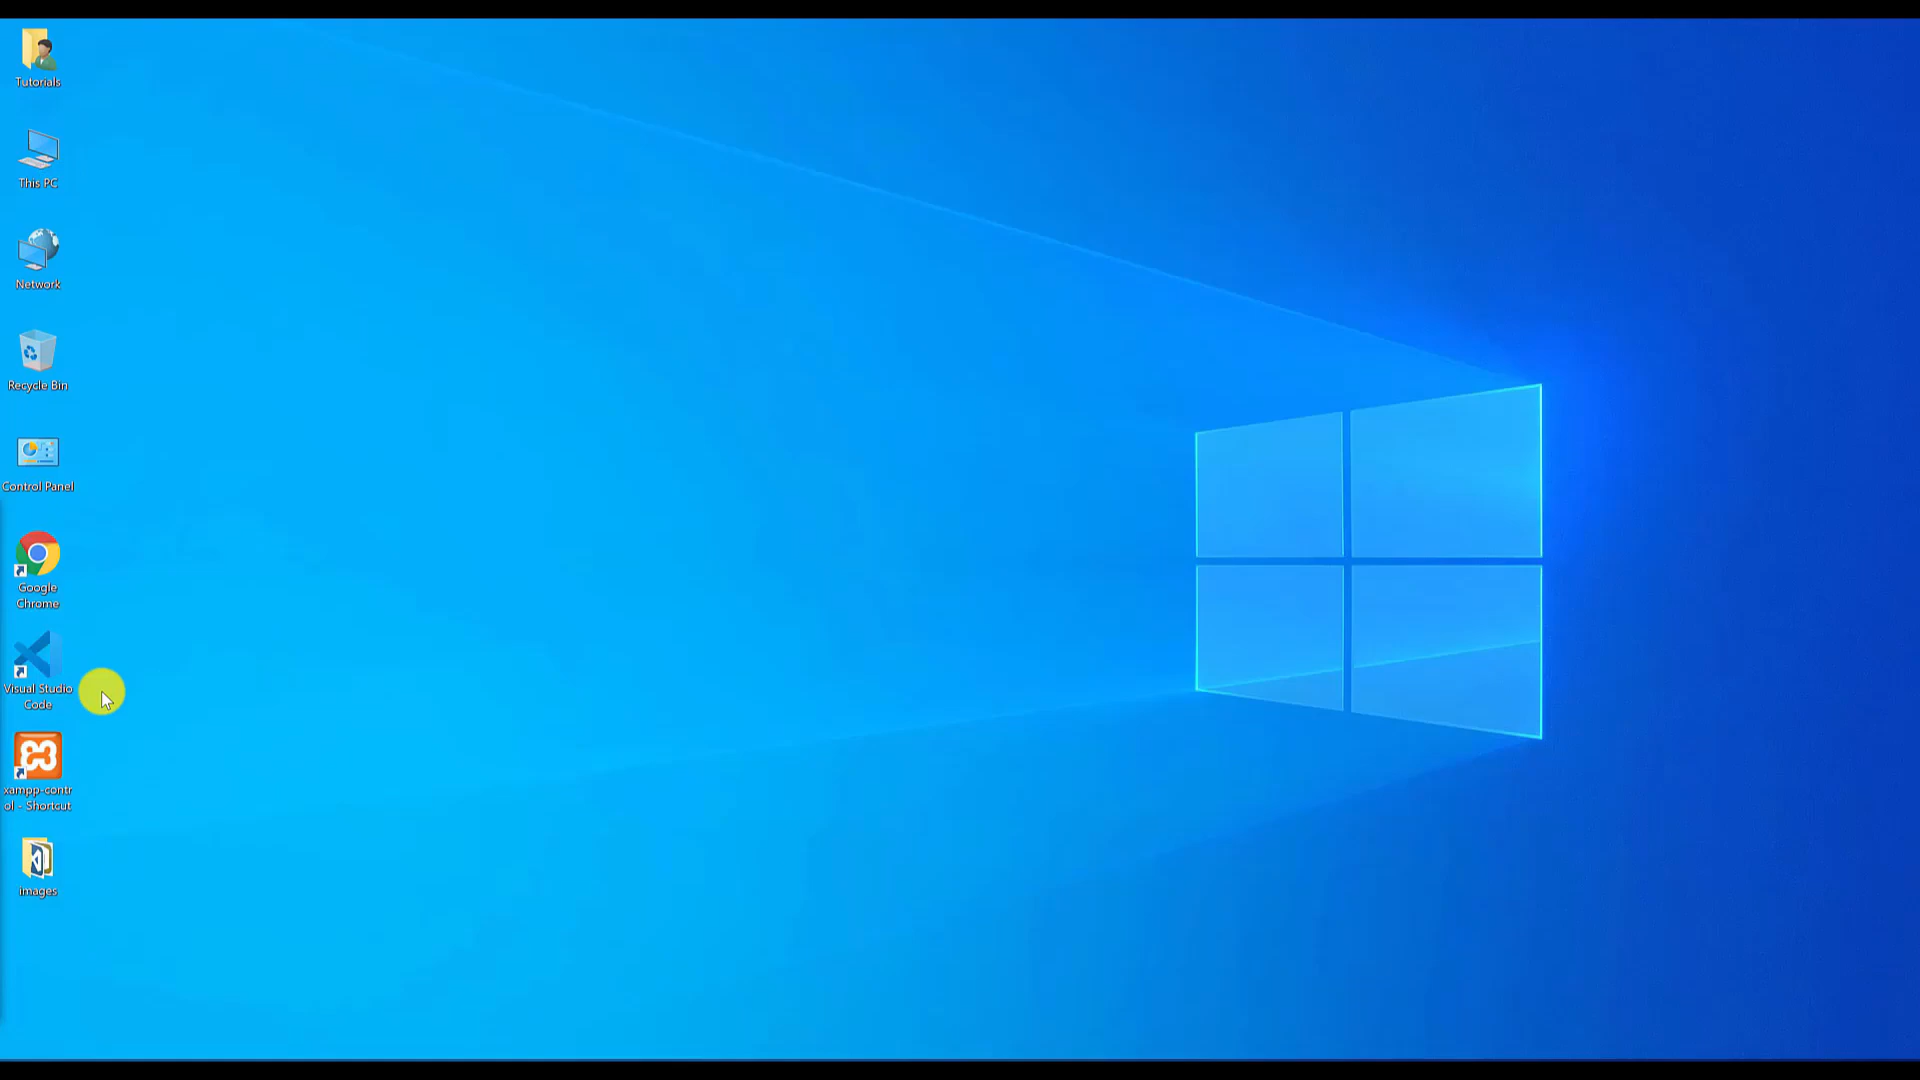 Tutorials
This PC
Network
Recycle Bin
Control Panel
Google
Chrome
Visual Studio
Code
xampp-contr
ol - Shortcut
images